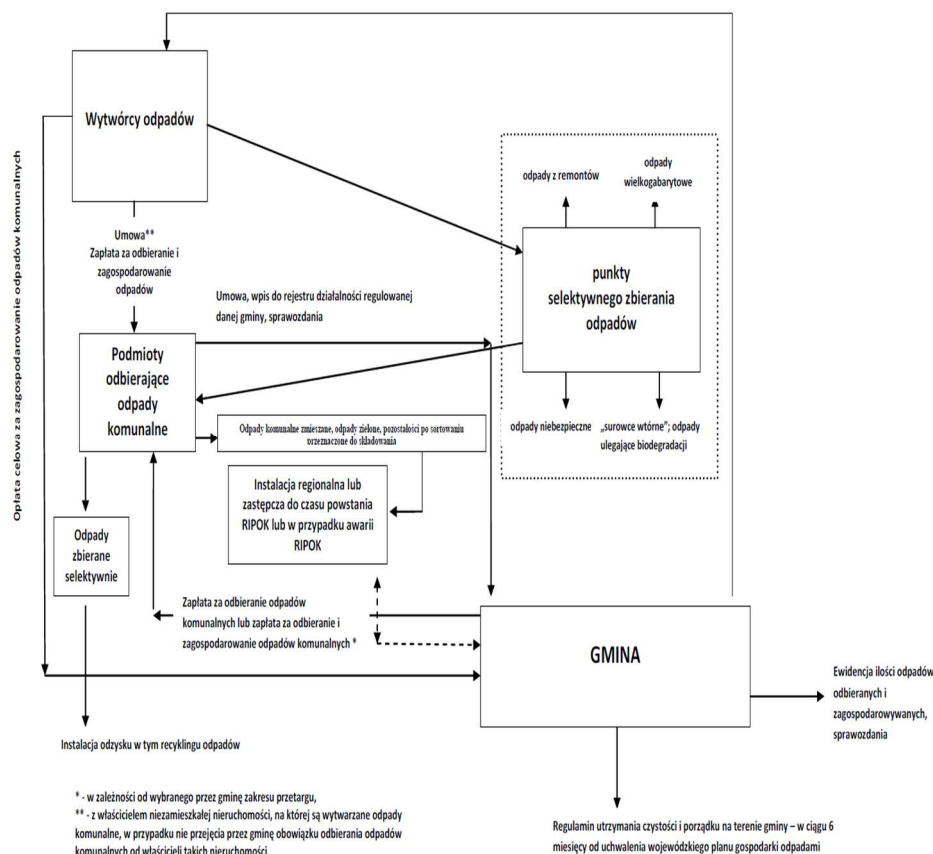 Wytwórcy odpadów
Opłata celowa za zagospodarowanie odpadów komunalnych
odpady z remontów
odpady
wielkogabarytowe
punkty
selektywnego zbierania
odpadów
odpady niebezpieczne
„surowce wtórne”; odpady
ulegające biodegradacji
Umowa**
Zapłata za odbieranie i
zagospodarowanie
odpadów
Umowa, wpis do rejestru działalności regulowanej
danej gminy, sprawozdania
Podmioty
odbierające
odpady
komunalne
Odpady komunalne zmieszane, odpady zielone, pozostałości po sortowaniu
przeznaczone do składowania
Instalacja regionalna lub
zastępcza do czasu powstania
RIPOK lub w przypadku awarii
RIPOK
Odpady
zbierane
selektywnie
Zapłata za odbieranie odpadów
komunalnych lub zapłata za odbieranie i
zagospodarowanie odpadów komunalnych *
GMINA
Ewidencja ilości odpadów
odbieranych i
zagospodarowywanych,
sprawozdania
Instalacja odzysku w tym recyklingu odpadów
* - w zależności od wybranego przez gminę zakresu przetargu,
** - z właścicielem niezamieszkałej nieruchomości, na której są wytwarzane odpady
komunalne, w przypadku nie przejęcia przez gminę obowiązku odbierania odpadów
komunalnych od właścicieli takich nieruchomości
Regulamin utrzymania czystości i porządku na terenie gminy – w ciągu 6
miesięcy od uchwalenia wojewódzkiego planu gospodarki odpadami